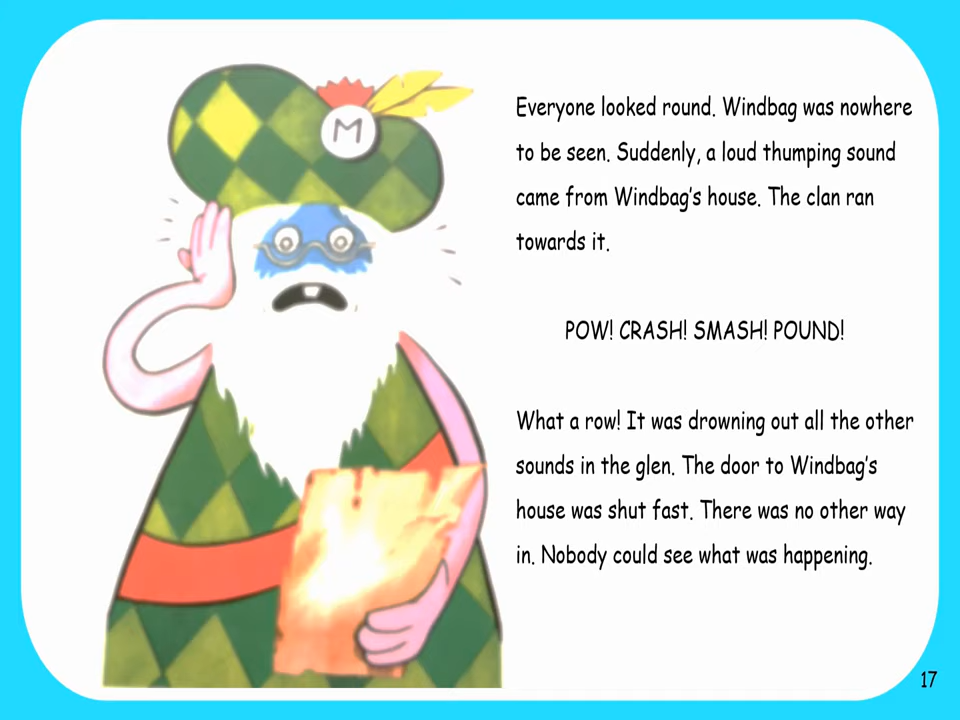 M
Everyone looked round. Windbag was nowhere
to be seen. Suddenly, a loud thumping sound
came from Windbag's house. The clan ran
towards it.
POW! CRASH! SMASH! POUND!
What a row! It was drowning out all the other
sounds in the glen. The door to Windbag's
house was shut fast. There was no other way
in. Nobody could see what was happening.
17